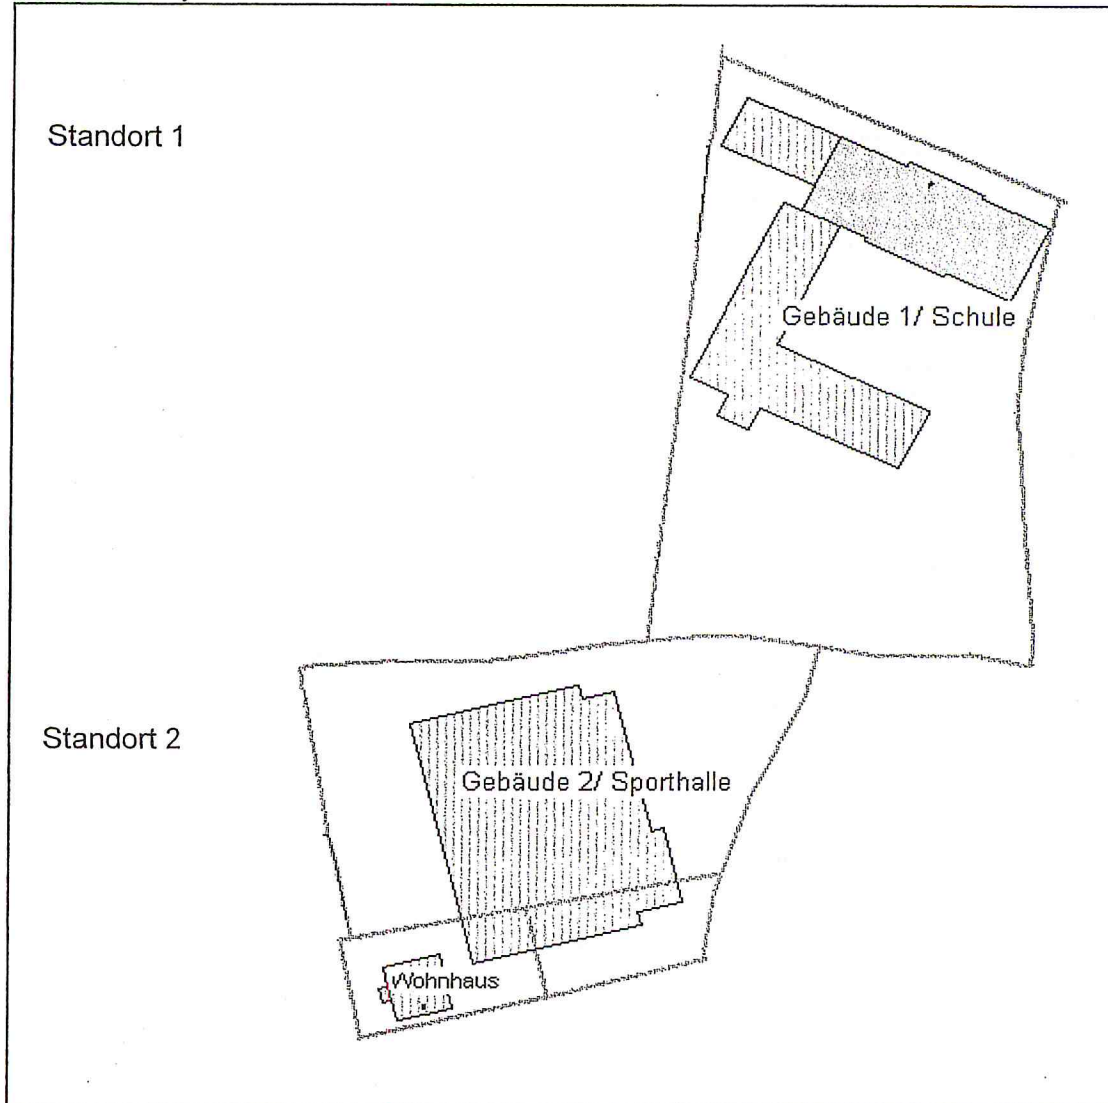 Standort 1
Gebäude 1/ Schule
Standort 2
Gebäude 2/ Sporthalle
Wohnhaus